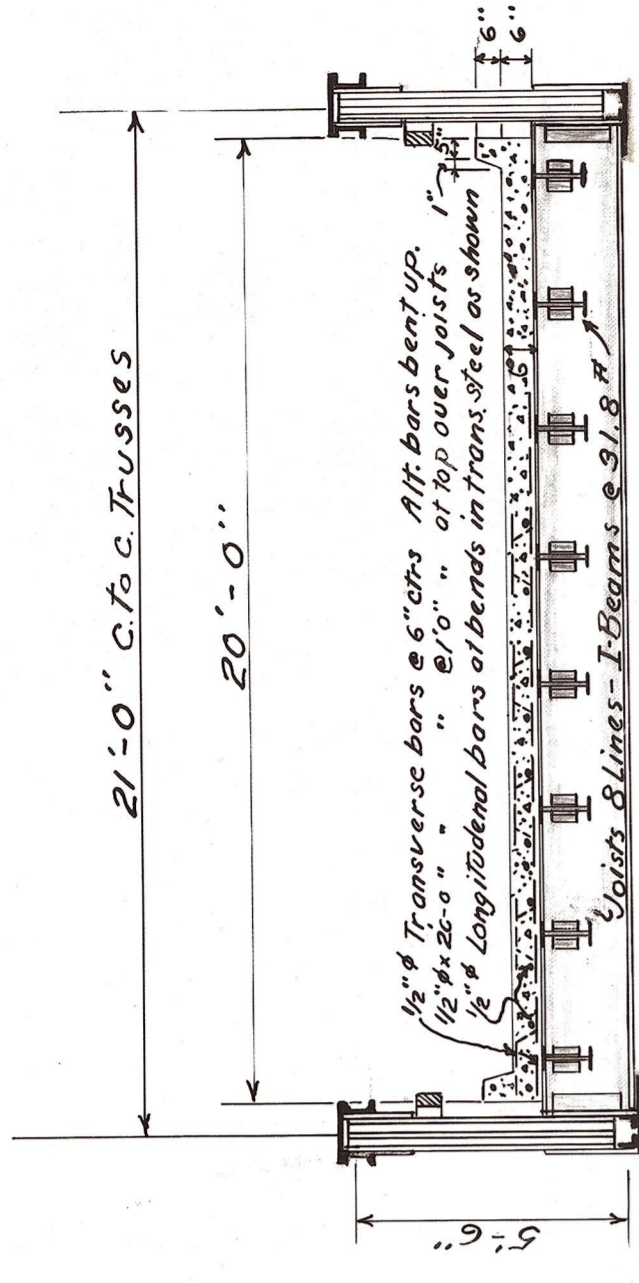 21'-0" C. to C. Trusses
20'-0"
1/2" ϕ Transverse bars @ 6" ctrs Alt. bars bent up.
1/2" ϕ x 20-0" " " @ 1'0" " at top over joists
1/2" ϕ Longitudenal bars at bends in trans. steel as shown
6"
6"
5"
1"
6
5'-6"
Joists 8 Lines - I-Beams @ 31.8 #